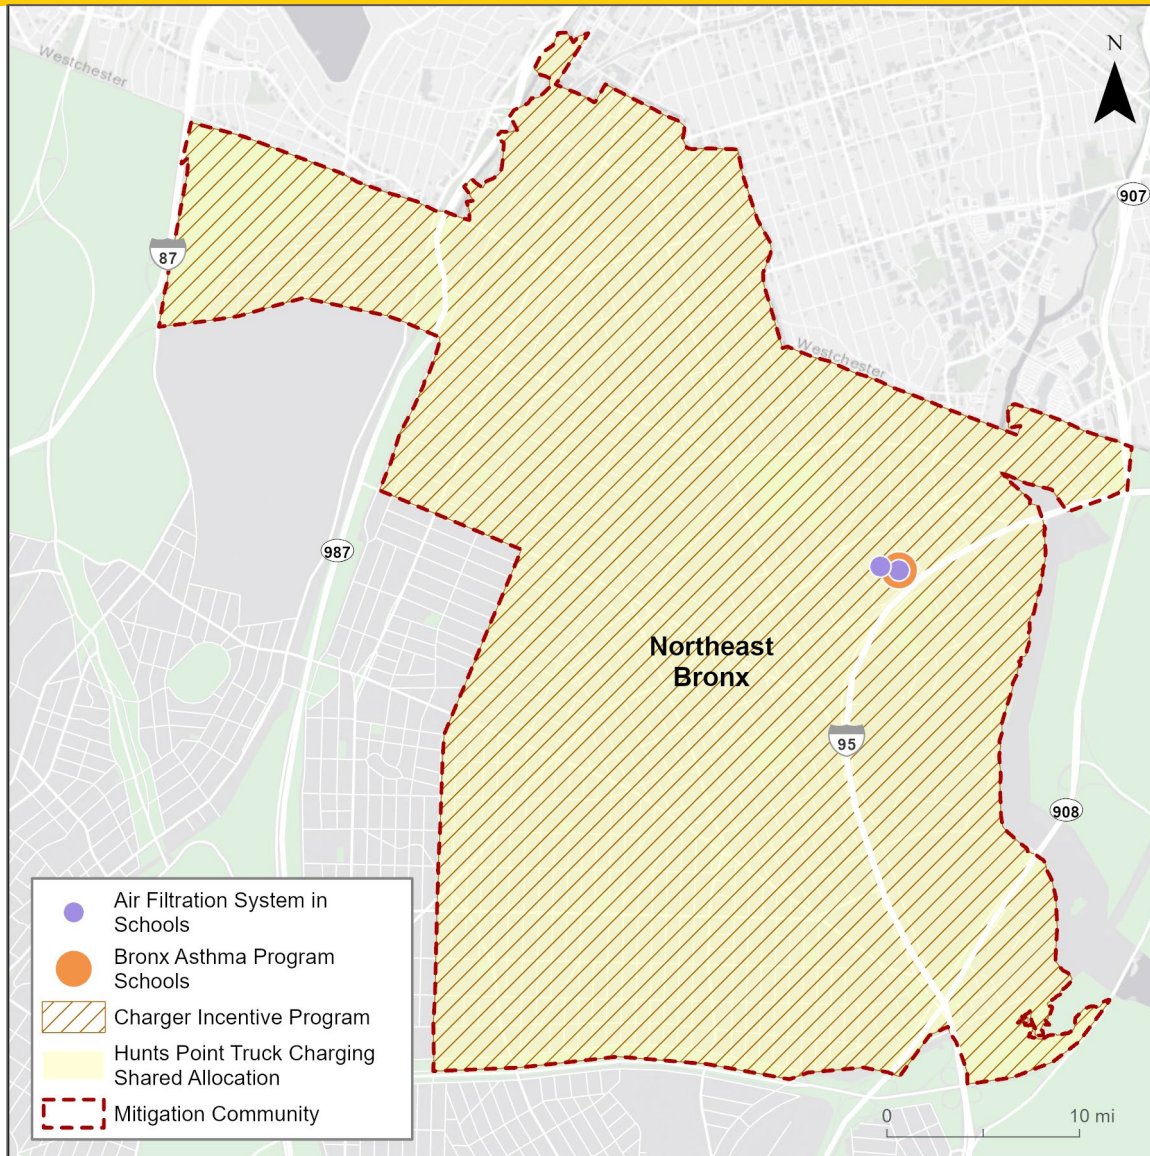 Westchester
N
907
87
Westchester
987
Northeast
Bronx
95
908
Air Filtration System in
Schools
Bronx Asthma Program
Schools
Charger Incentive Program
Hunts Point Truck Charging
Shared Allocation
Mitigation Community
0 10 mi